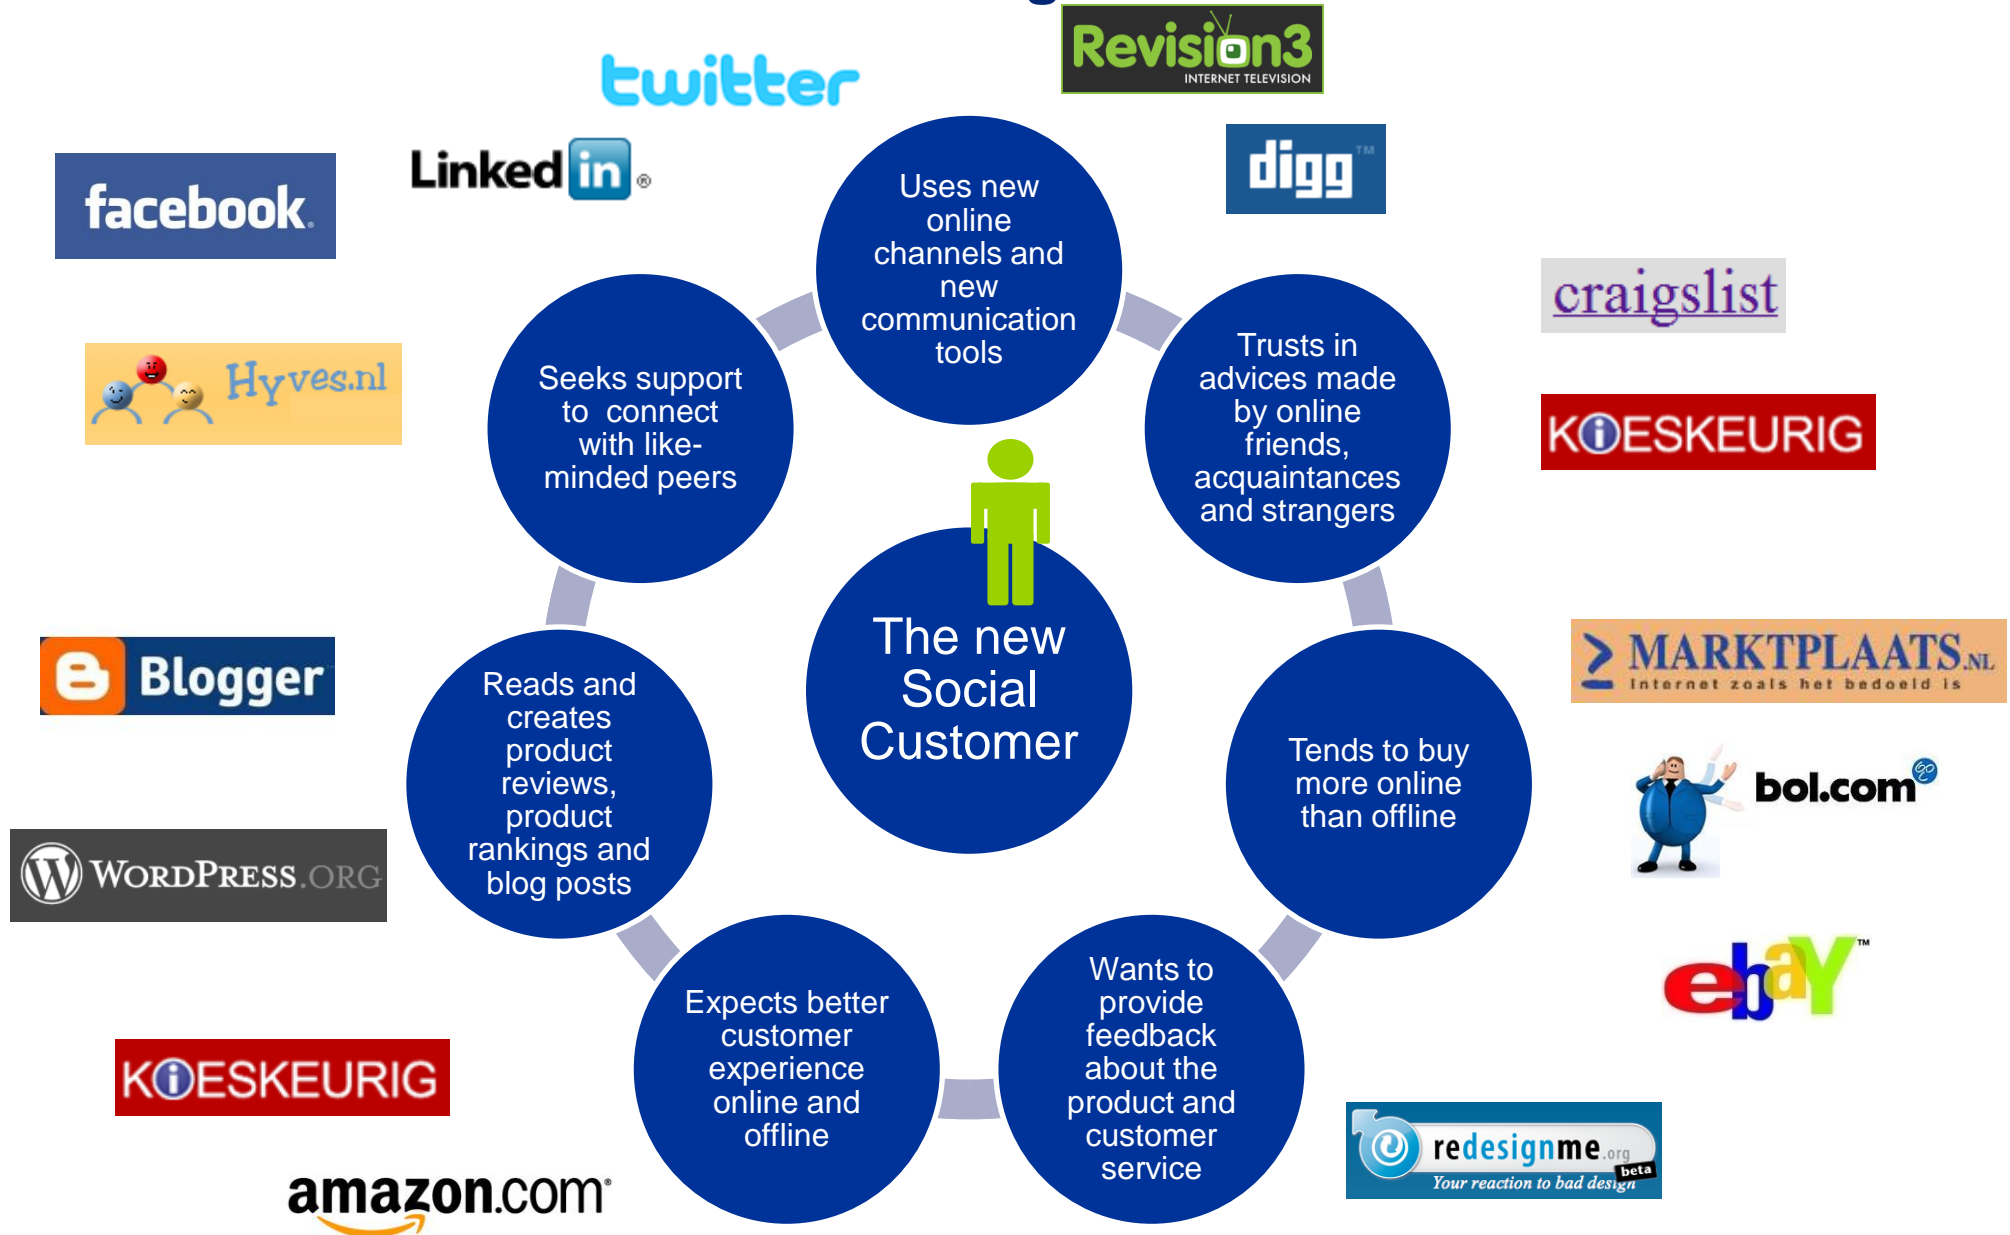 g
twitter
Revision3
INTERNET TELEVISION
Linked in ®
digg™
facebook®
Uses new
online
channels and
new
communication
tools
craigslist
Hyves.nl
Seeks support
to connect
with like-
minded peers
Trusts in
advices made
by online
friends,
acquaintances
and strangers
KiESKEURIG
The new
Social
Customer
Blogger
MARKTPLAATS.NL
Internet zoals het bedoeld is
Reads and
creates
product
reviews,
product
rankings and
blog posts
Tends to buy
more online
than offline
bol.com
WORDPRESS.ORG
ebaY™
Expects better
customer
experience
online and
offline
Wants to
provide
feedback
about the
product and
customer
service
KiESKEURIG
redesignme.org
beta
Your reaction to bad design
amazon.com